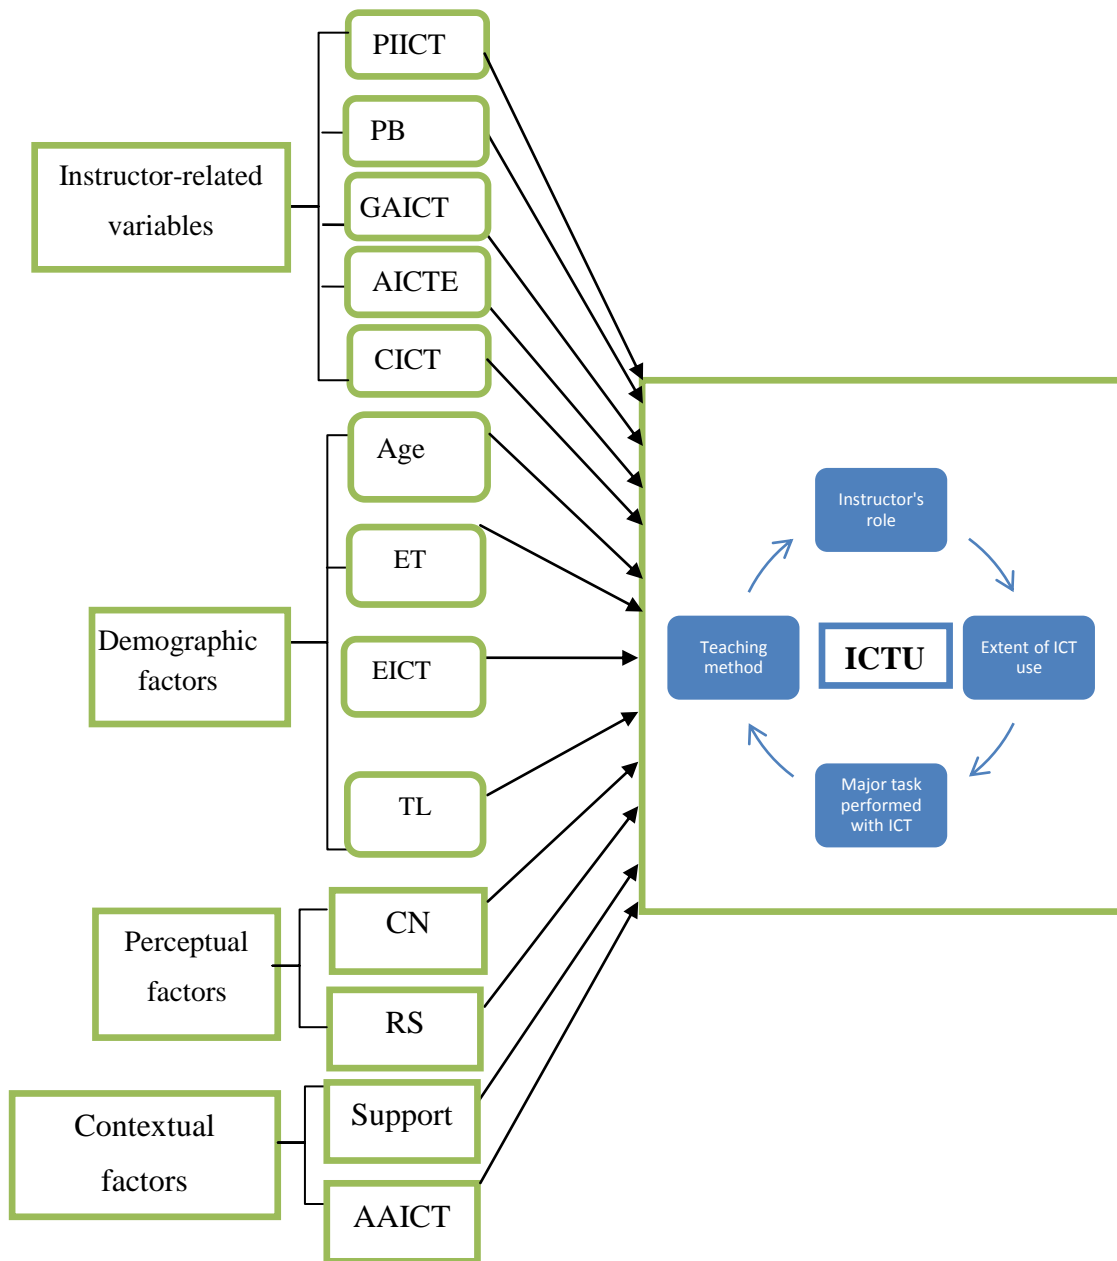 PIICT
PB
Instructor-related
variables
GAICT
AICTE
CICT
Age
ET
Demographic
factors
EICT
TL
Perceptual
factors
CN
RS
Contextual
factors
Support
AAICT
Instructor's
role
Teaching
method
ICTU
Extent of ICT
use
Major task
performed
with ICT